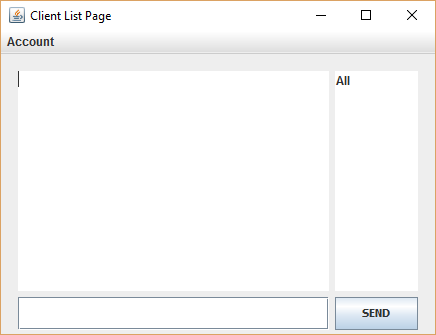 Client List Page
Account
All
SEND